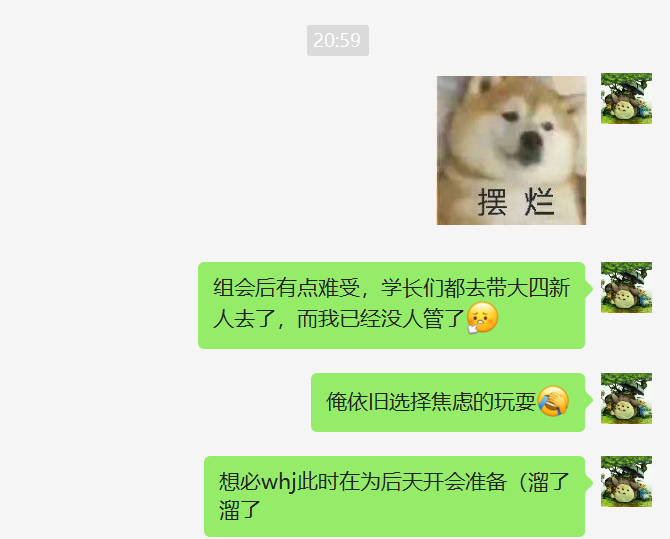 20:59
摆 烂
组会后有点难受，学长们都去带大四新
人去了，而我已经没人管了
俺依旧选择焦虑的玩耍
想必whj此时在为后天开会准备（溜了
溜了